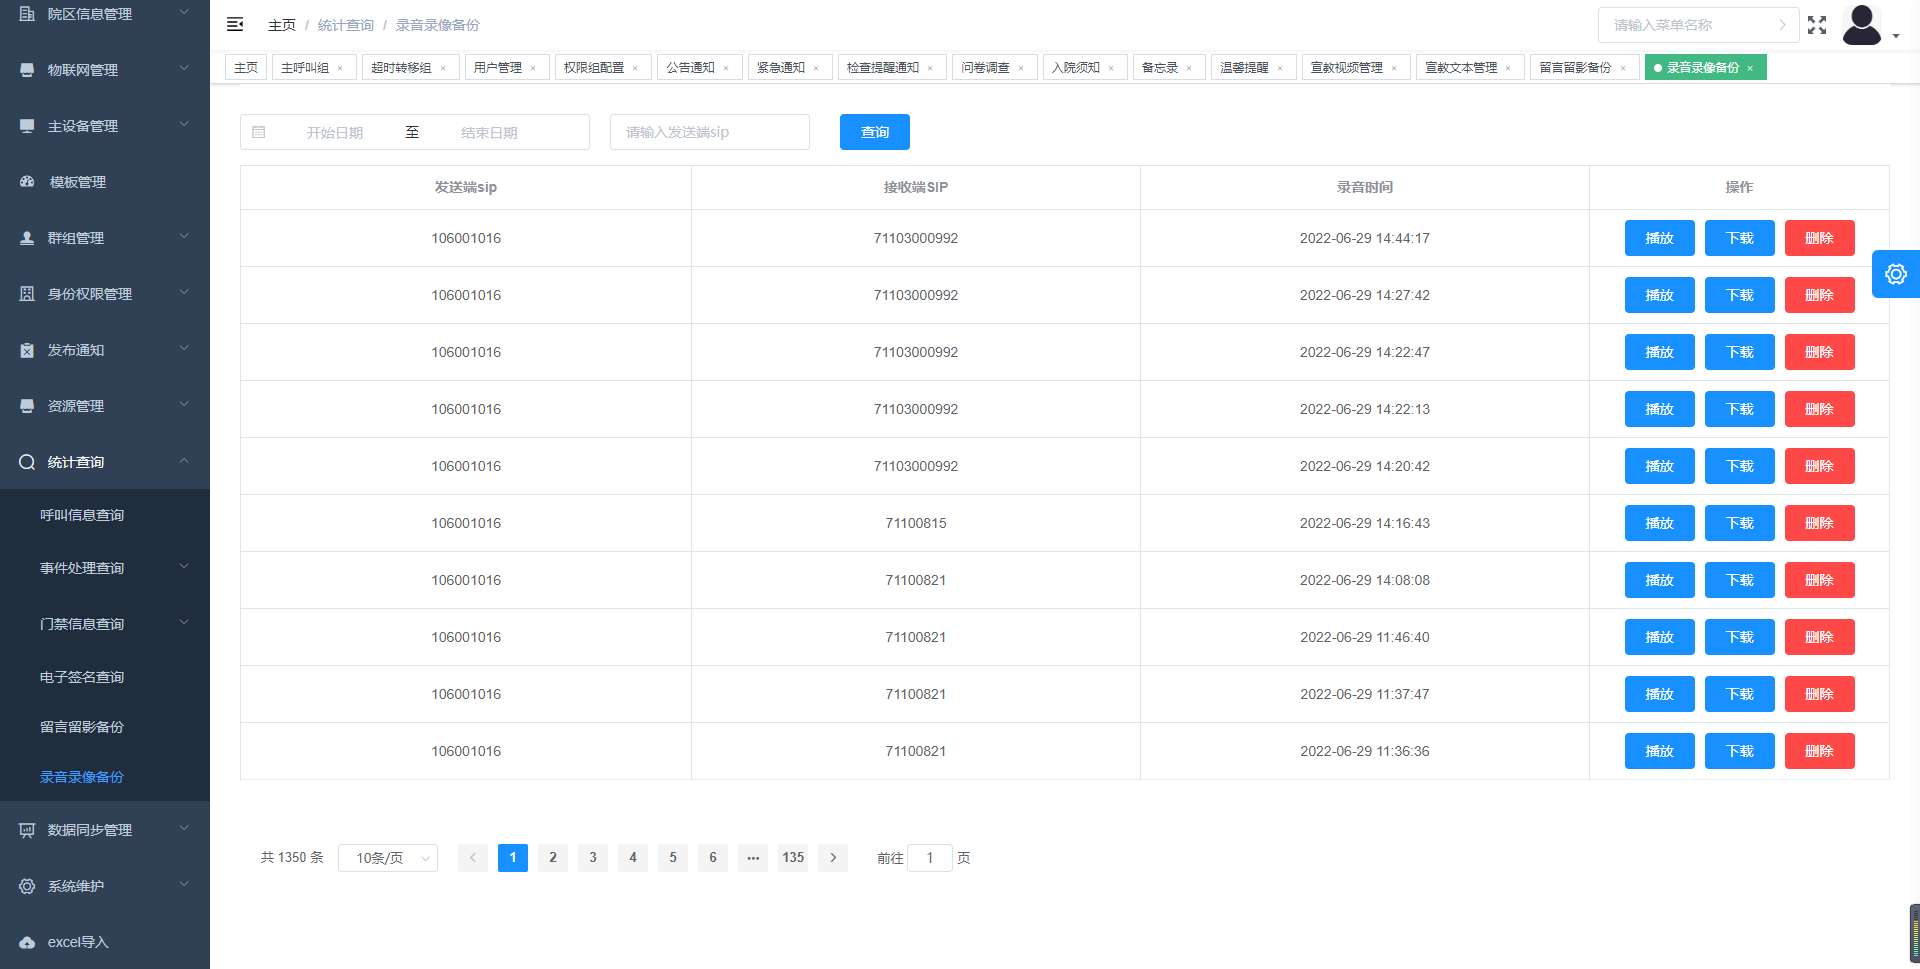 院区信息管理
物联网管理
主设备管理
模板管理
群组管理
身份权限管理
发布通知
资源管理
统计查询
呼叫信息查询
事件处理查询
门禁信息查询
电子签名查询
留言留影备份
录音录像备份
数据同步管理
系统维护
excel导入
主页 / 统计查询 / 录音录像备份
请输入菜单名称
主页 主呼叫组 × 超时转移组 × 用户管理 × 权限组配置 × 公告通知 × 紧急通知 × 检查提醒通知 × 问卷调查 × 入院须知 × 备忘录 × 温馨提醒 × 宣教视频管理 × 宣教文本管理 × 留言留影备份 × 录音录像备份 ×
开始日期 至 结束日期 请输入发送端sip 查询
发送端sip 接收端SIP 录音时间 操作
106001016 71103000992 2022-06-29 14:44:17 播放 下载 删除
106001016 71103000992 2022-06-29 14:27:42 播放 下载 删除
106001016 71103000992 2022-06-29 14:22:47 播放 下载 删除
106001016 71103000992 2022-06-29 14:22:13 播放 下载 删除
106001016 71103000992 2022-06-29 14:20:42 播放 下载 删除
106001016 71100815 2022-06-29 14:16:43 播放 下载 删除
106001016 71100821 2022-06-29 14:08:08 播放 下载 删除
106001016 71100821 2022-06-29 11:46:40 播放 下载 删除
106001016 71100821 2022-06-29 11:37:47 播放 下载 删除
106001016 71100821 2022-06-29 11:36:36 播放 下载 删除
共 1350 条 10条/页 1 2 3 4 5 6 ••• 135 前往 1 页